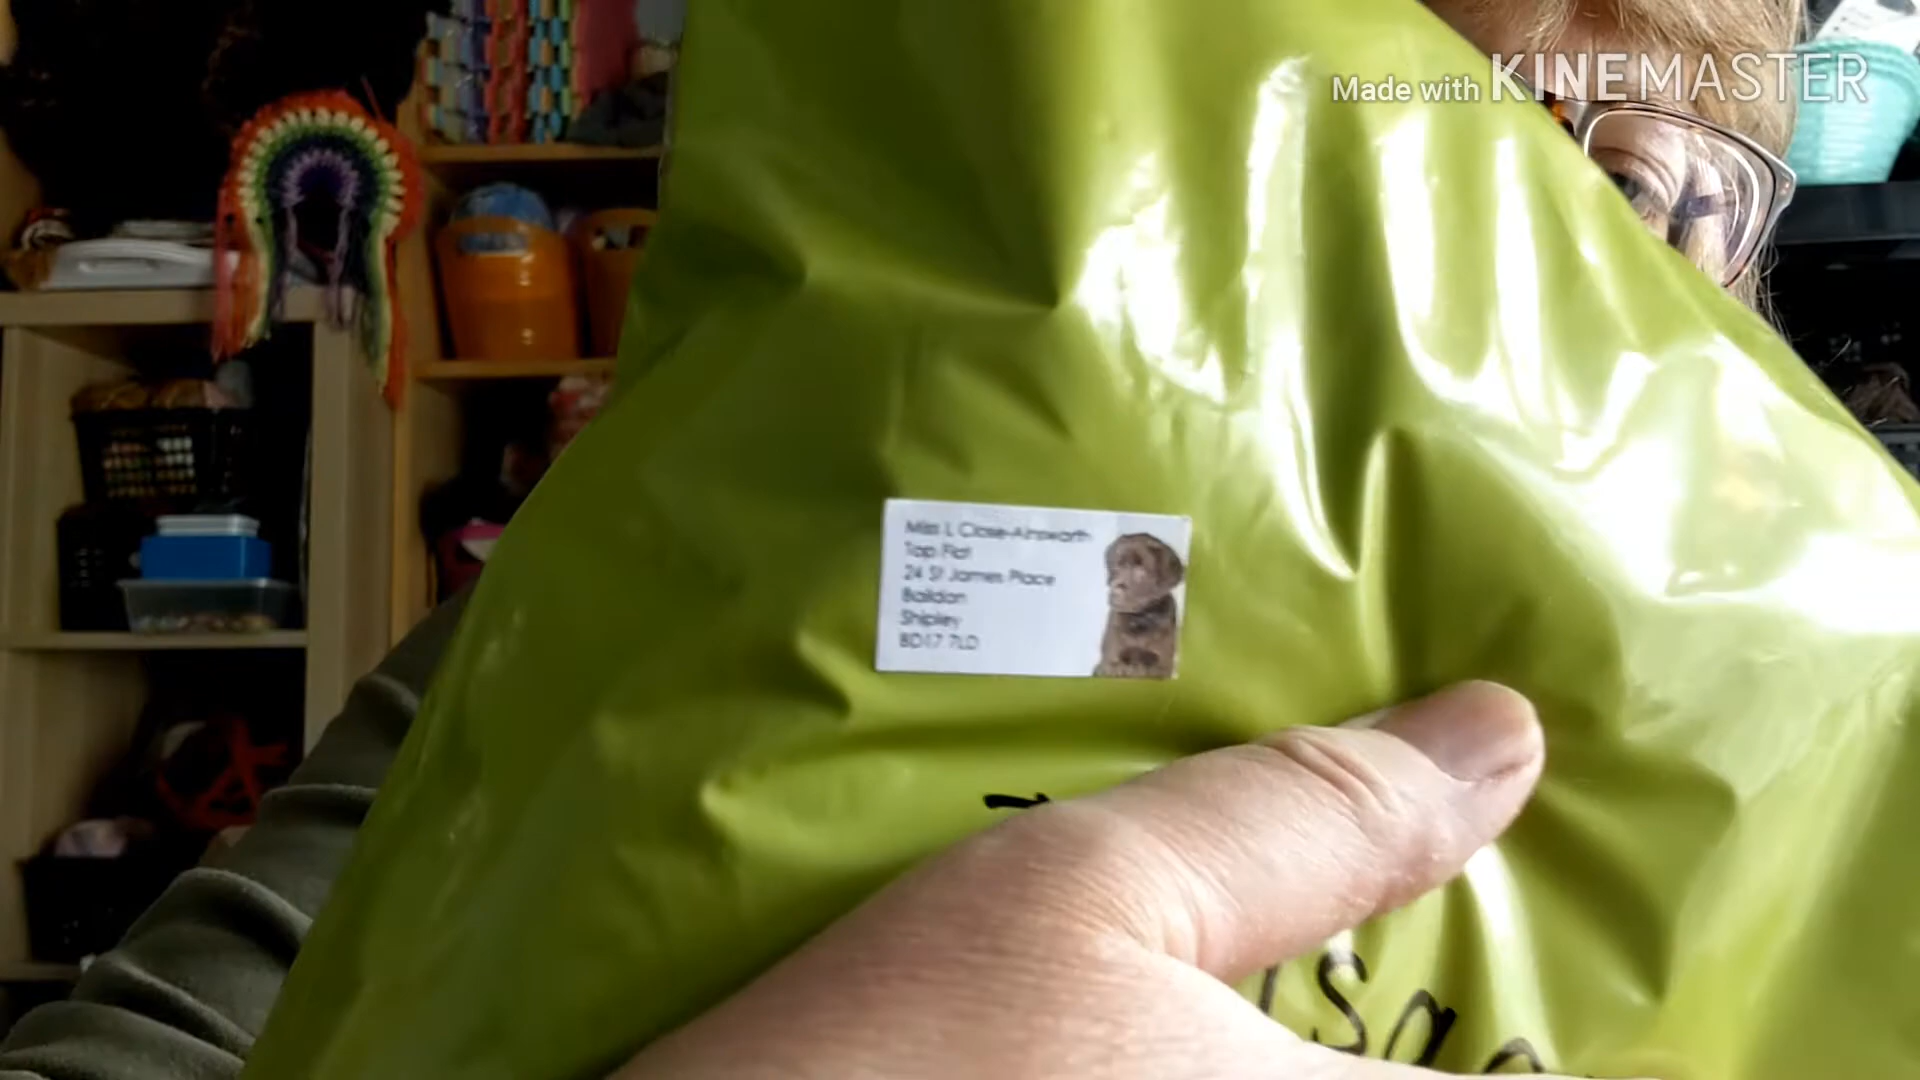 Made with KINEMASTER
Miss L Close-Ainsworth
Top Flat
24 St James Place
Baildon
Shipley
BD17 7LD